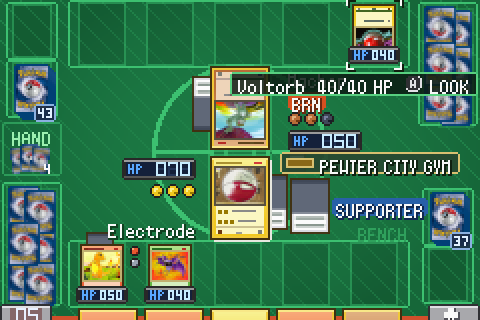 HP 040
Voltorb 40/40 HP LOOK
43
BRN
HP 050
HAND
4
HP 070
PEWTER CITY GYM
SUPPORTER
BENCH
37
Electrode
HP 050
HP 040